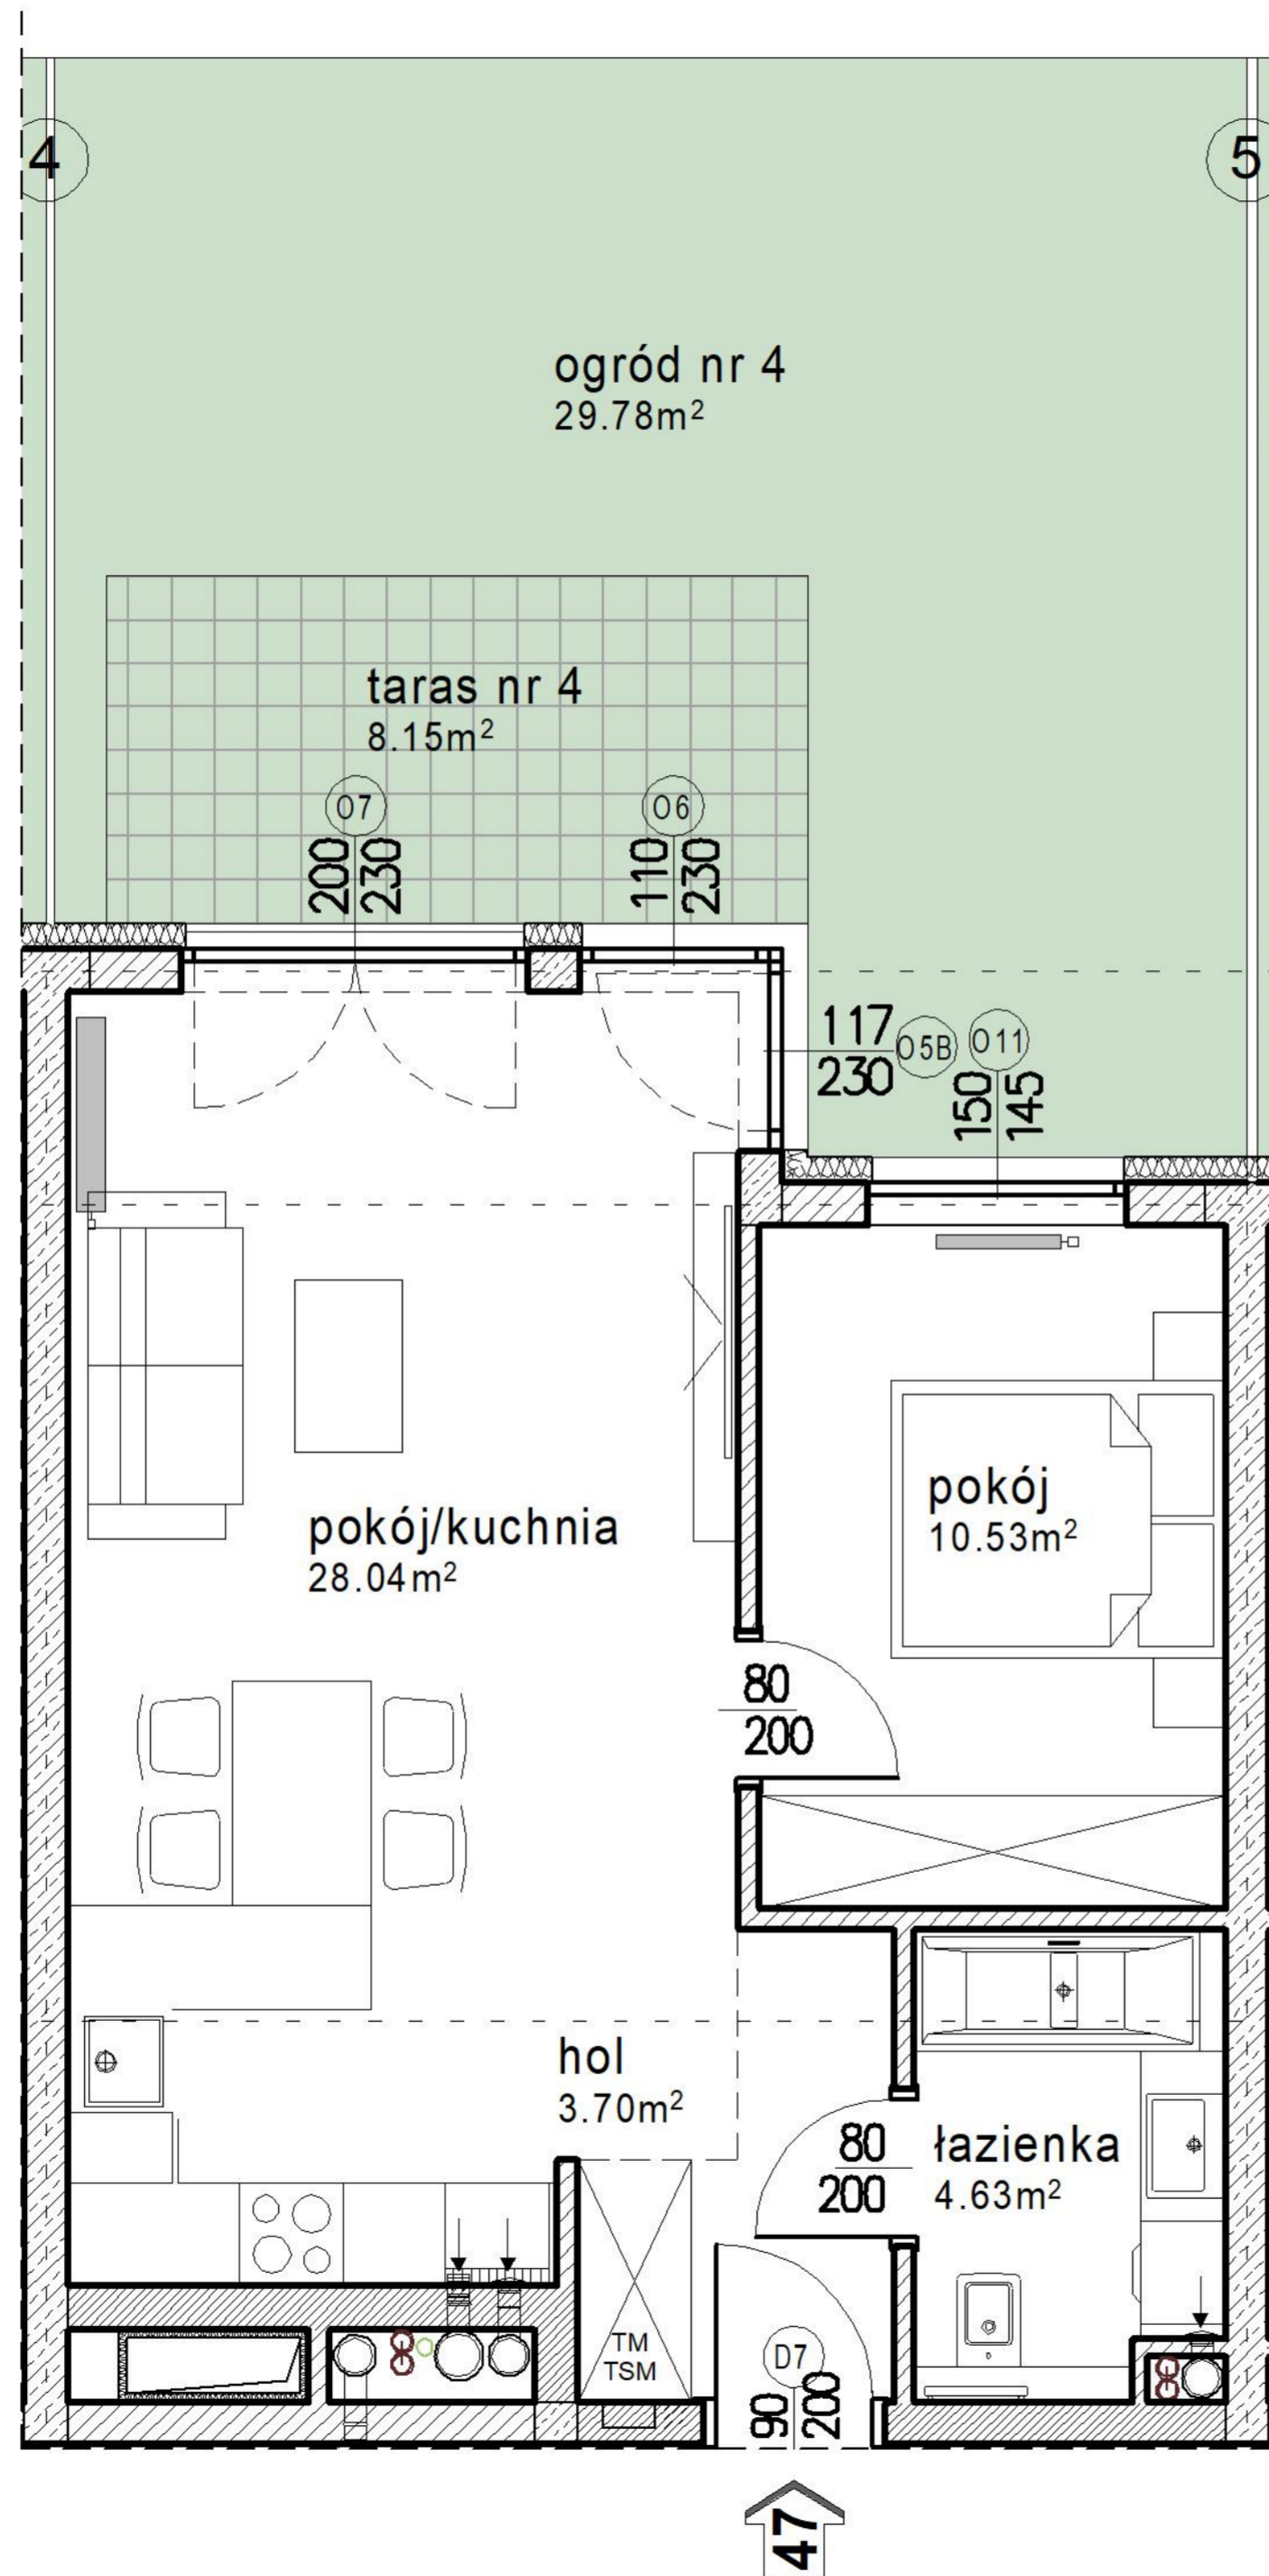 4
5
ogród nr 4
29.78m²
taras nr 4
8.15m²
O7
O6
200
230
110
230
117
230
O5B
O11
150
145
pokój/kuchnia
28.04m²
pokój
10.53m²
80
200
hol
3.70m²
80
200
łazienka
4.63m²
TM
TSM
D7
90
200
47